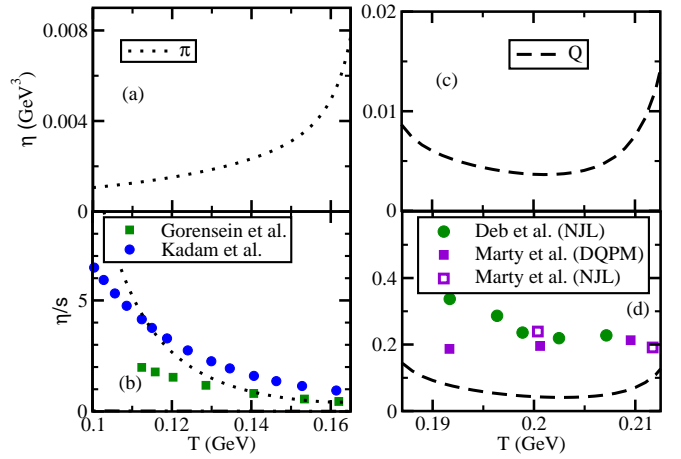 0.008
0.004
0
η (GeV³)
π
(a)
0.02
0.01
0
η
Q
(c)
Gorensein et al.
Kadam et al.
5
0
η/s
(b)
0.1
0.12
0.14
0.16
T (GeV)
Deb et al. (NJL)
Marty et al. (DQPM)
Marty et al. (NJL)
0.4
0.2
0
(d)
0.19
0.2
0.21
T (GeV)